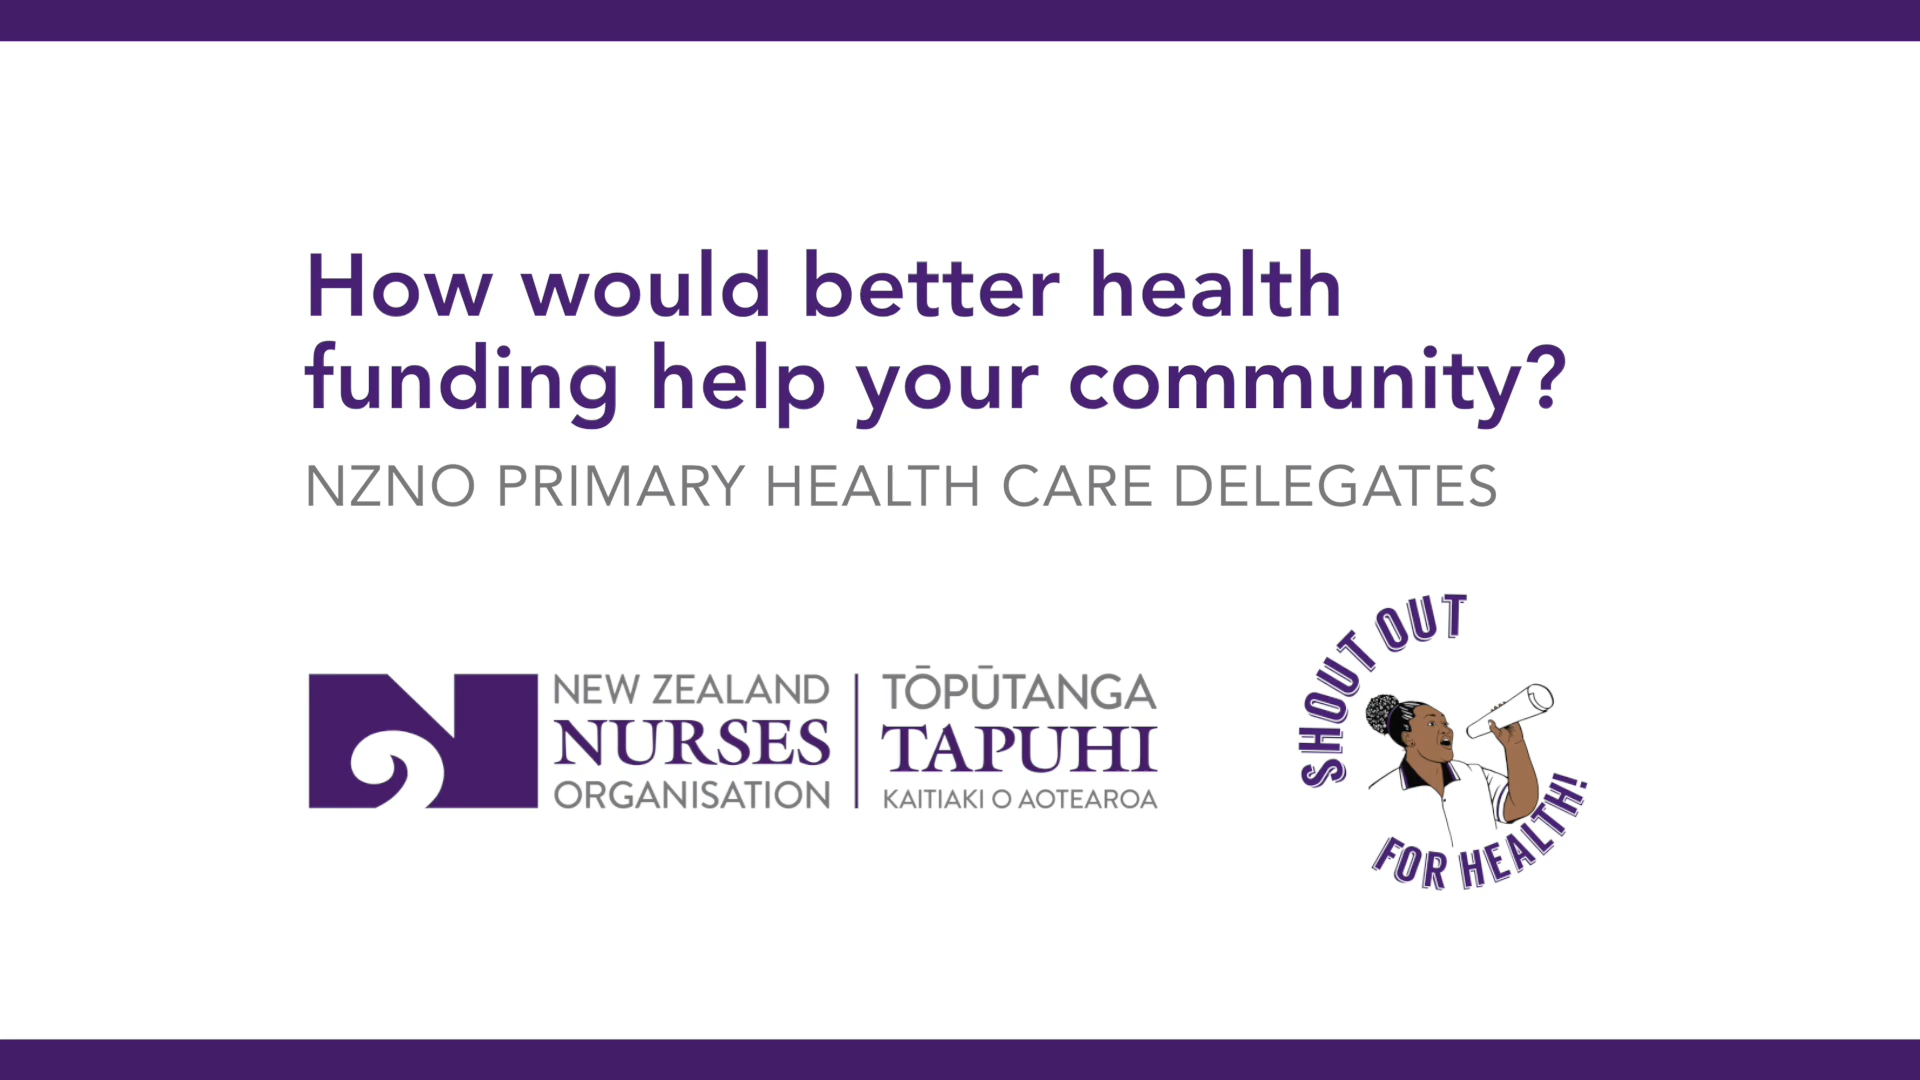 How would better health
funding help your community?
NZNO PRIMARY HEALTH CARE DELEGATES
NEW ZEALAND
NURSES
ORGANISATION
TŌPŪTANGA
TAPUHI
KAITIAKI O AOTEAROA
SHOUT OUT
FOR HEALTH!